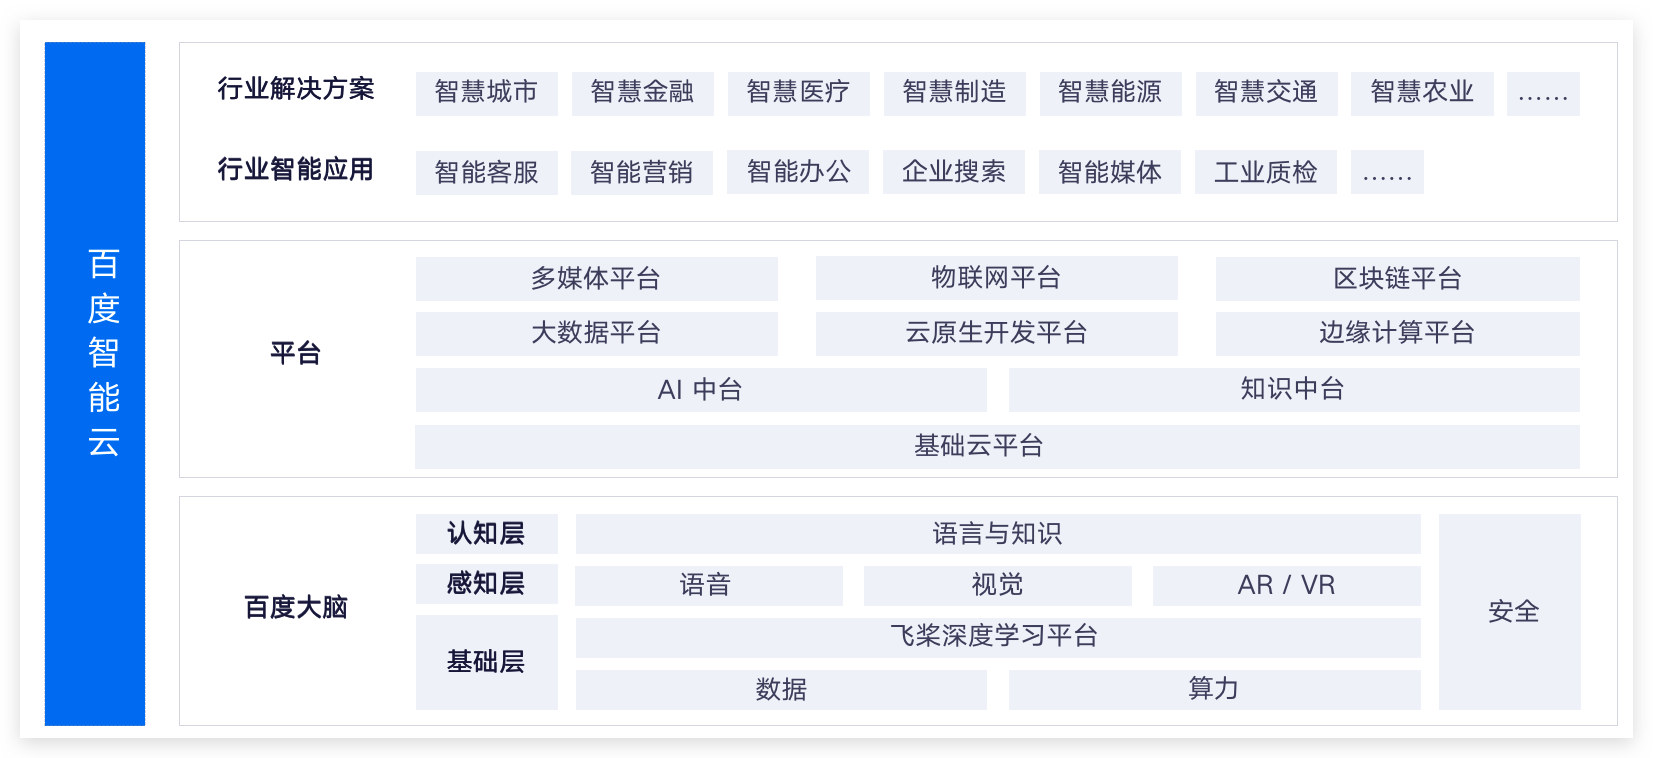 百度智能云
行业解决方案 智慧城市 智慧金融 智慧医疗 智慧制造 智慧能源 智慧交通 智慧农业 ……
行业智能应用 智能客服 智能营销 智能办公 企业搜索 智能媒体 工业质检 ……
平台
多媒体平台 物联网平台 区块链平台
大数据平台 云原生开发平台 边缘计算平台
AI 中台 知识中台
基础云平台
百度大脑
认知层 语言与知识
感知层 语音 视觉 AR / VR
基础层 飞桨深度学习平台
数据 算力
安全